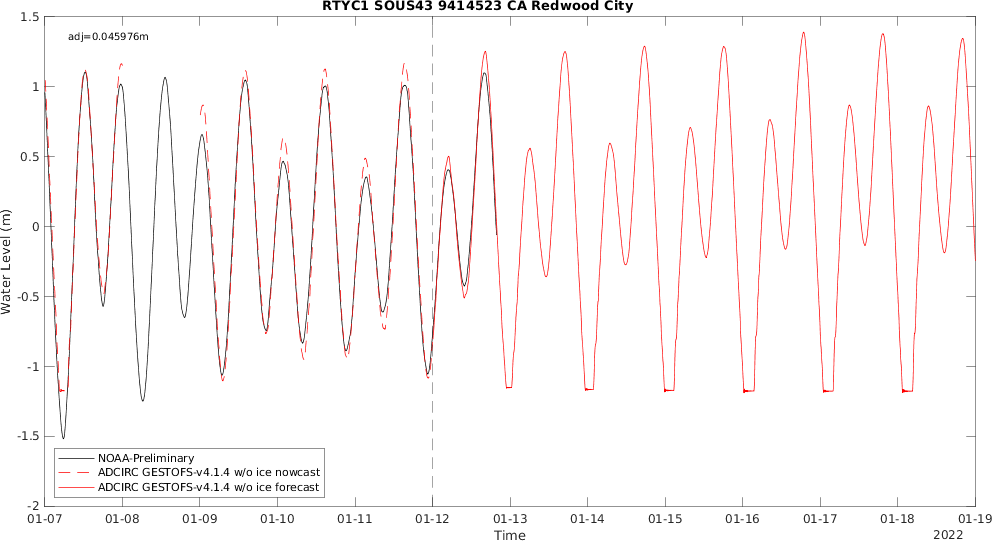 RTYC1 SOUS43 9414523 CA Redwood City
adj=0.045976m
1.5
1
0.5
0
-0.5
-1
-1.5
-2
Water Level (m)
NOAA-Preliminary
ADCIRC GESTOFS-v4.1.4 w/o ice nowcast
ADCIRC GESTOFS-v4.1.4 w/o ice forecast
01-07 01-08 01-09 01-10 01-11 01-12 01-13 01-14 01-15 01-16 01-17 01-18 01-19
Time
2022